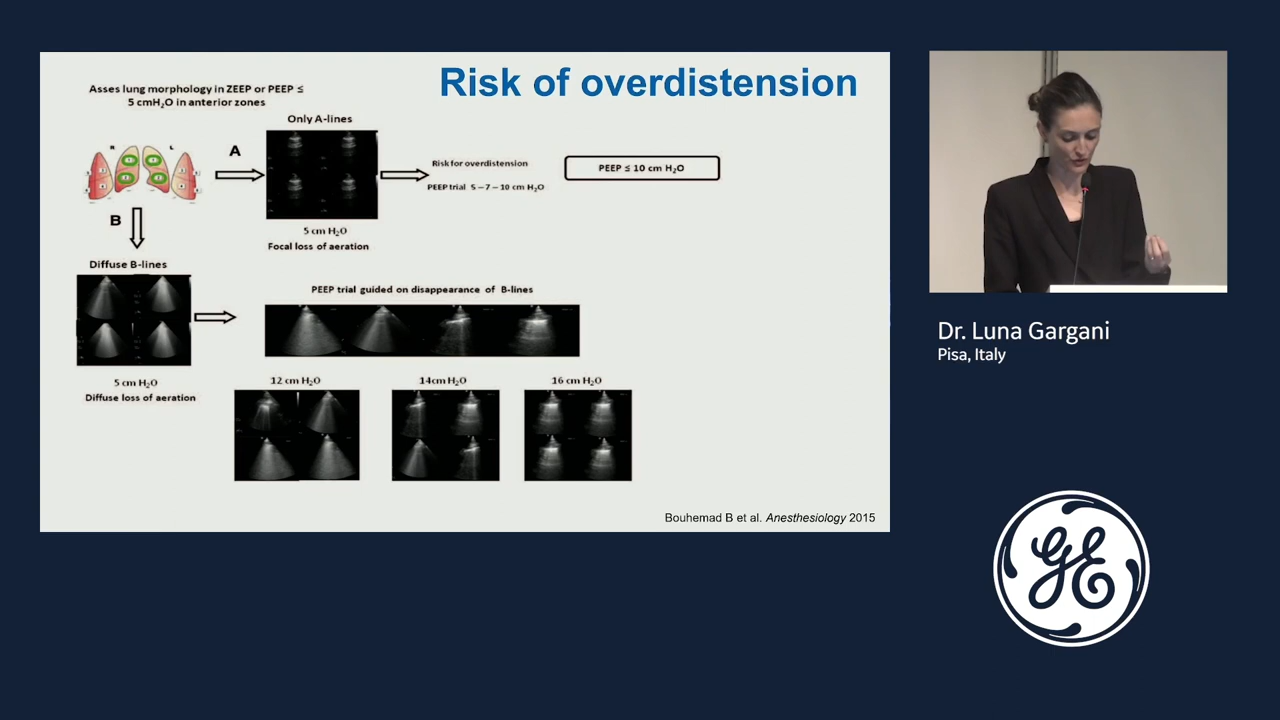 Risk of overdistension
Asses lung morphology in ZEEP or PEEP ≤
5 cmH₂O in anterior zones
Only A-lines
R
L
A
Risk for overdistension
PEEP trial 5 – 7 – 10 cm H₂O
PEEP ≤ 10 cm H₂O
B
5 cm H₂O
Focal loss of aeration
Diffuse B-lines
PEEP trial guided on disappearance of B-lines
5 cm H₂O
Diffuse loss of aeration
12 cm H₂O
14cm H₂O
16 cm H₂O
Bouhemad B et al. Anesthesiology 2015
Dr. Luna Gargani
Pisa, Italy
GE